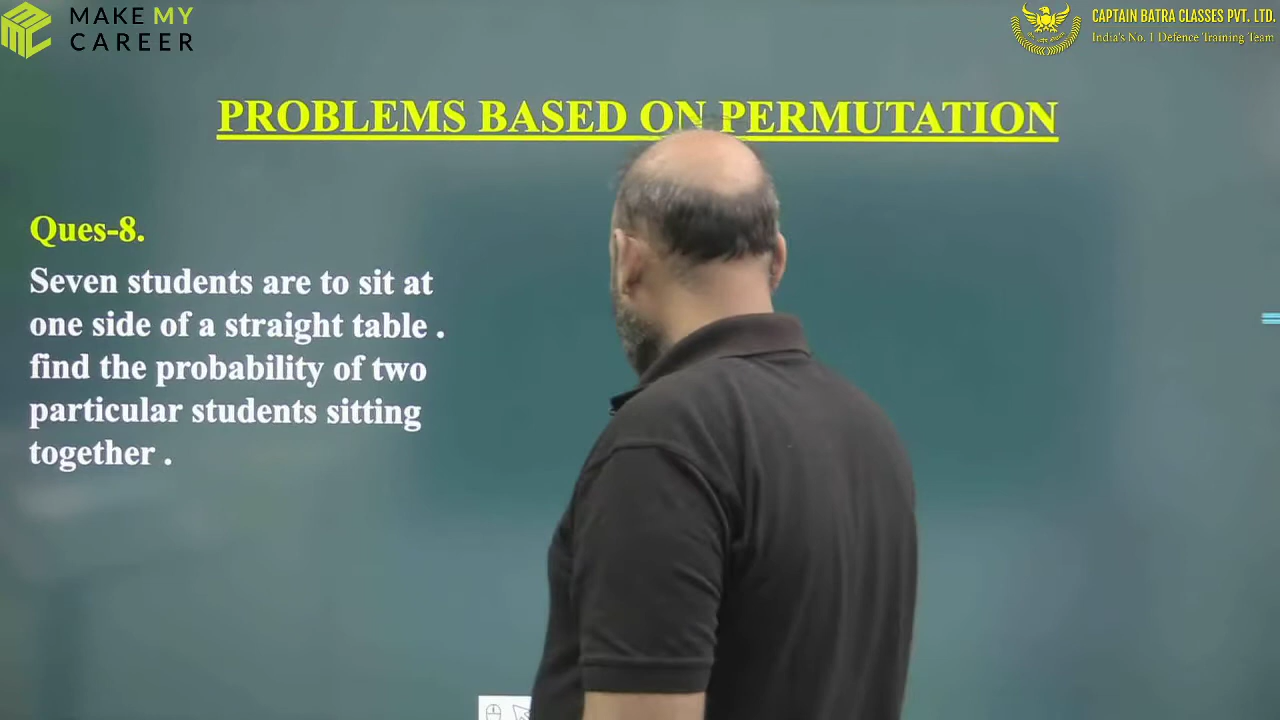 MAKE MY
CAREER
CAPTAIN BATRA CLASSES PVT. LTD.
India's No. 1 Defence Training Team
PROBLEMS BASED ON PERMUTATION
Ques-8.
Seven students are to sit at
one side of a straight table .
find the probability of two
particular students sitting
together .